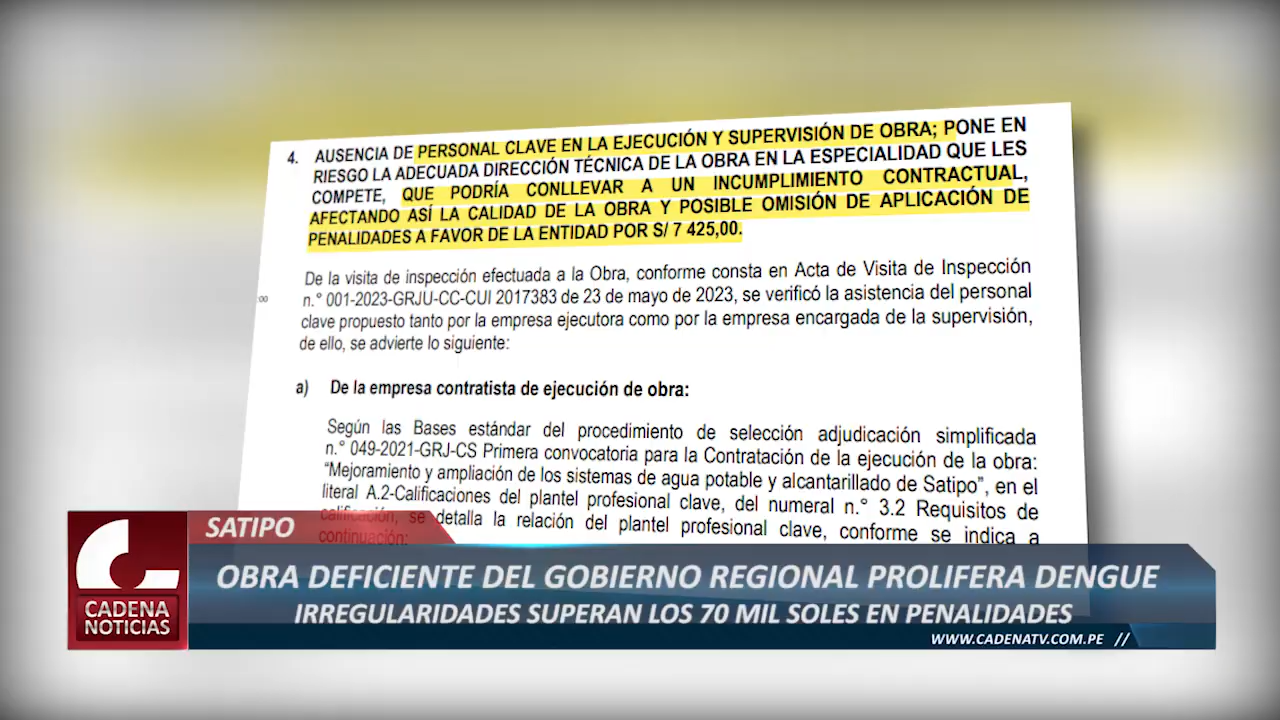 4. AUSENCIA DE PERSONAL CLAVE EN LA EJECUCIÓN Y SUPERVISIÓN DE OBRA; PONE EN
RIESGO LA ADECUADA DIRECCIÓN TÉCNICA DE LA OBRA EN LA ESPECIALIDAD QUE LES
COMPETE, QUE PODRÍA CONLLEVAR A UN INCUMPLIMIENTO CONTRACTUAL,
AFECTANDO ASÍ LA CALIDAD DE LA OBRA Y POSIBLE OMISIÓN DE APLICACIÓN DE
PENALIDADES A FAVOR DE LA ENTIDAD POR S/ 7 425,00.
De la visita de inspección efectuada a la Obra, conforme consta en Acta de Visita de Inspección
n.° 001-2023-GRJU-CC-CUI 2017383 de 23 de mayo de 2023, se verificó la asistencia del personal
clave propuesto tanto por la empresa ejecutora como por la empresa encargada de la supervisión,
de ello, se advierte lo siguiente:
:00
a) De la empresa contratista de ejecución de obra:
Según las Bases estándar del procedimiento de selección adjudicación simplificada
n.° 049-2021-GRJ-CS Primera convocatoria para la Contratación de la ejecución de la obra:
“Mejoramiento y ampliación de los sistemas de agua potable y alcantarillado de Satipo”, en el
literal A.2-Calificaciones del plantel profesional clave, del numeral n.° 3.2 Requisitos de
calificación, se detalla la relación del plantel profesional clave, conforme se indica a
continuación:
SATIPO
OBRA DEFICIENTE DEL GOBIERNO REGIONAL PROLIFERA DENGUE
IRREGULARIDADES SUPERAN LOS 70 MIL SOLES EN PENALIDADES
WWW.CADENATV.COM.PE //
CADENA
NOTICIAS